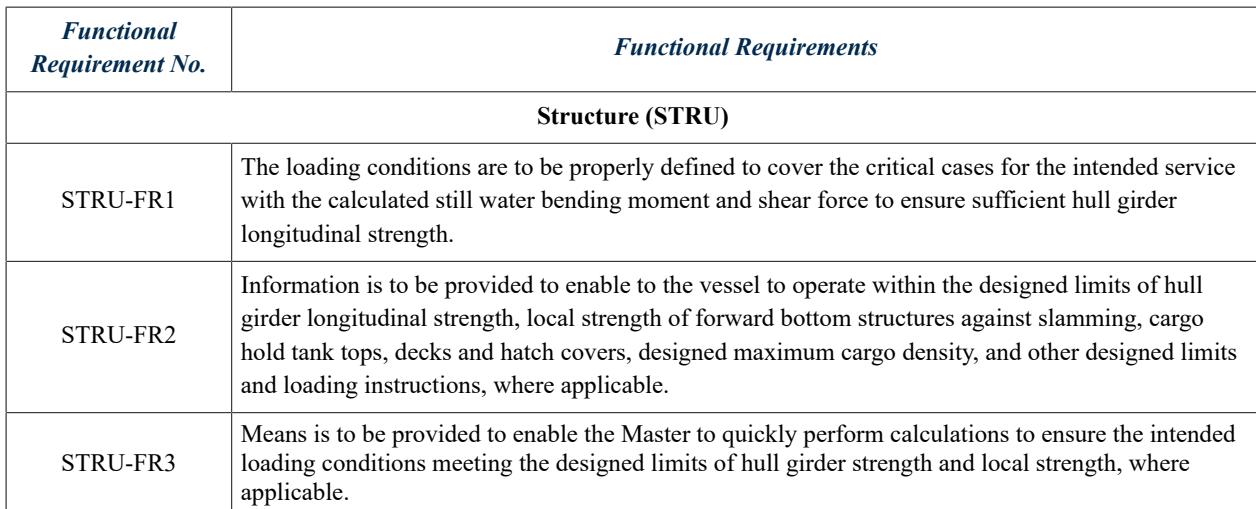 Functional
Requirement No.
Functional Requirements
Structure (STRU)
STRU-FR1
The loading conditions are to be properly defined to cover the critical cases for the intended service
with the calculated still water bending moment and shear force to ensure sufficient hull girder
longitudinal strength.
STRU-FR2
Information is to be provided to enable to the vessel to operate within the designed limits of hull
girder longitudinal strength, local strength of forward bottom structures against slamming, cargo
hold tank tops, decks and hatch covers, designed maximum cargo density, and other designed limits
and loading instructions, where applicable.
STRU-FR3
Means is to be provided to enable the Master to quickly perform calculations to ensure the intended
loading conditions meeting the designed limits of hull girder strength and local strength, where
applicable.